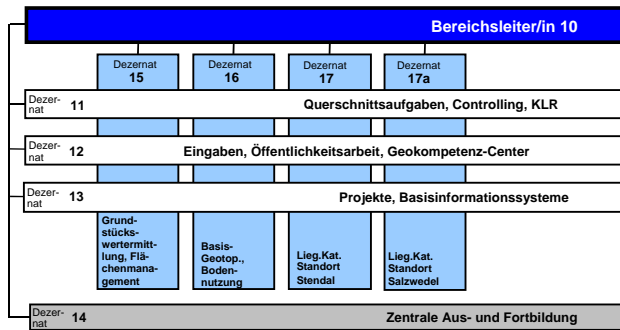 Bereichsleiter/in 10
Dezernat
15
Dezernat
16
Dezernat
17
Dezernat
17a
Dezer-
nat 11
Querschnittsaufgaben, Controlling, KLR
Dezer-
nat 12
Eingaben, Öffentlichkeitsarbeit, Geokompetenz-Center
Dezer-
nat 13
Projekte, Basisinformationssysteme
Grund-
stücks-
wertermitt-
lung, Flä-
chenmana-
gement
Basis-
Geotop.,
Boden-
nutzung
Lieg.Kat.
Standort
Stendal
Lieg.Kat.
Standort
Salzwedel
Dezer-
nat 14
Zentrale Aus- und Fortbildung